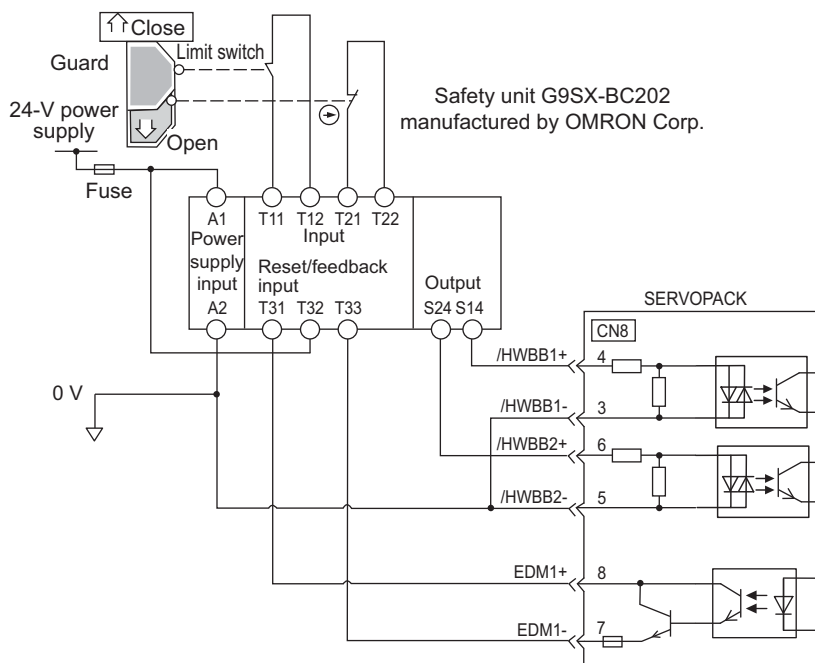 Close
Limit switch
Guard
Safety unit G9SX-BC202
manufactured by OMRON Corp.
24-V power
supply
Open
Fuse
A1 T11 T12 T21 T22
Power
supply
input
Input
Reset/feedback
input
Output
A2 T31 T32 T33 S24 S14
SERVOPACK
CN8
/HWBB1+ 4
0 V
/HWBB1- 3
/HWBB2+ 6
/HWBB2- 5
EDM1+ 8
EDM1- 7